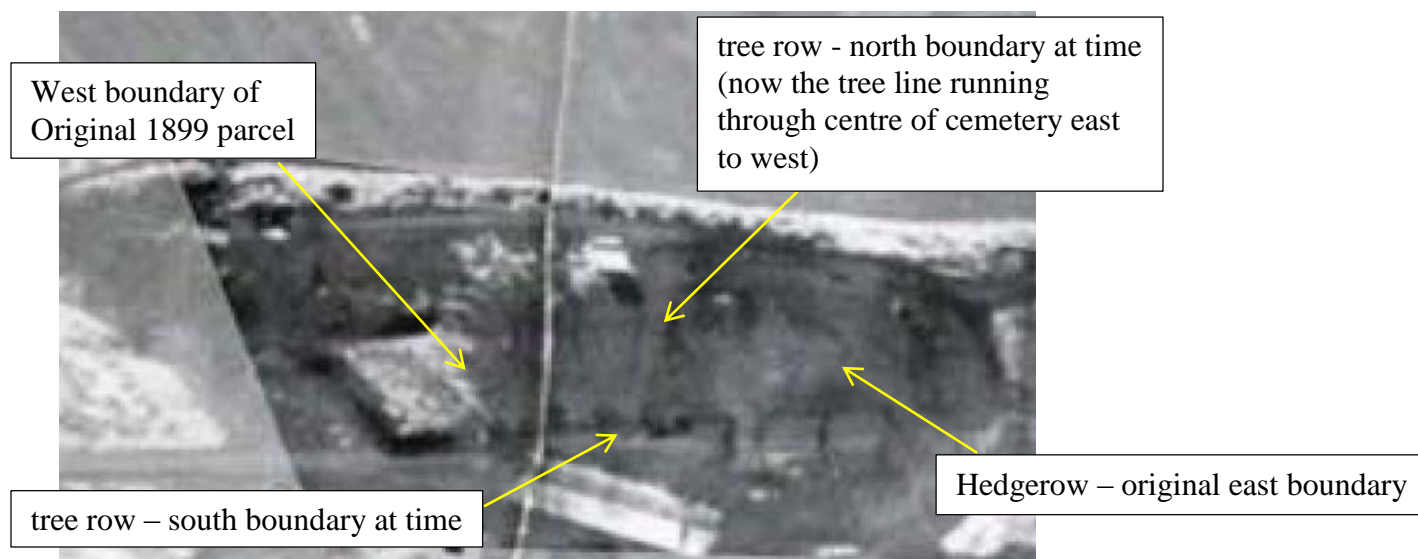 West boundary of
Original 1899 parcel
tree row - north boundary at time
(now the tree line running
through centre of cemetery east
to west)
tree row – south boundary at time
Hedgerow – original east boundary